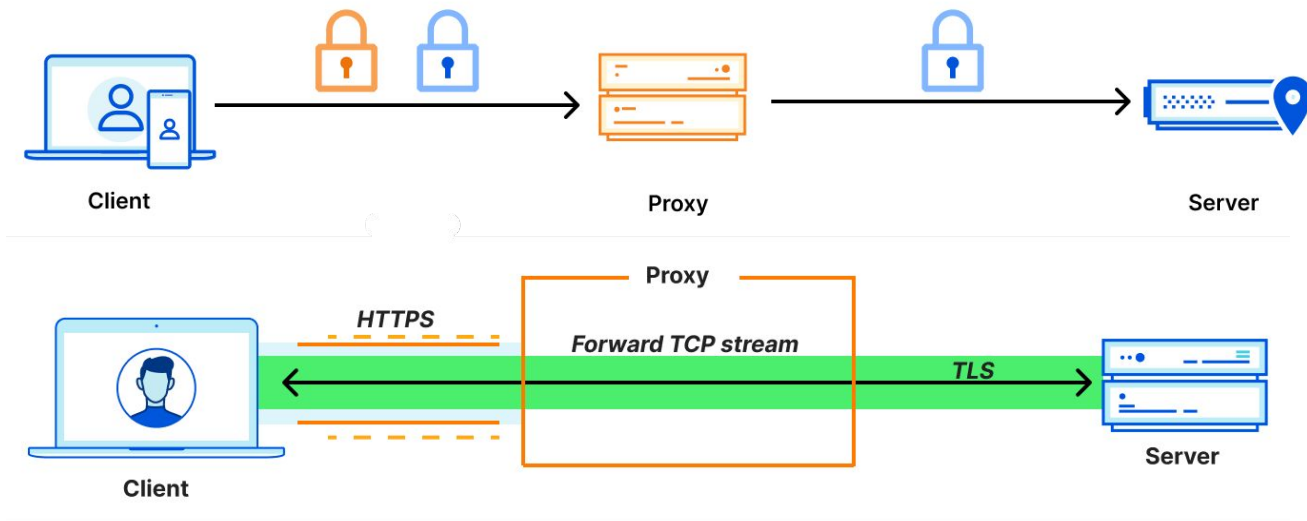 Client
Proxy
Server
Proxy
HTTPS
Forward TCP stream
TLS
Server
Client